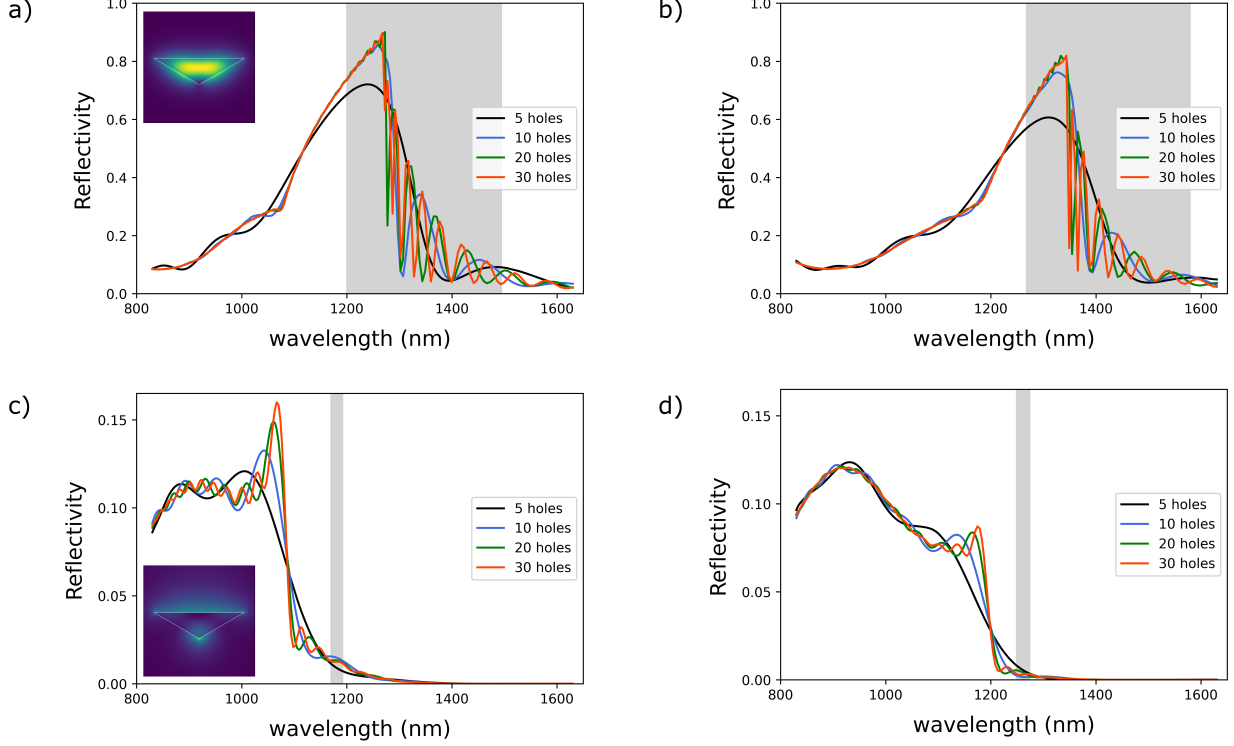 a)
1.0
0.8
0.6
0.4
0.2
0.0
Reflectivity
5 holes
10 holes
20 holes
30 holes
800 1000 1200 1400 1600
wavelength (nm)
b)
1.0
0.8
0.6
0.4
0.2
0.0
Reflectivity
5 holes
10 holes
20 holes
30 holes
800 1000 1200 1400 1600
wavelength (nm)
c)
0.15
0.10
0.05
0.00
Reflectivity
5 holes
10 holes
20 holes
30 holes
800 1000 1200 1400 1600
wavelength (nm)
d)
0.15
0.10
0.05
0.00
Reflectivity
5 holes
10 holes
20 holes
30 holes
800 1000 1200 1400 1600
wavelength (nm)